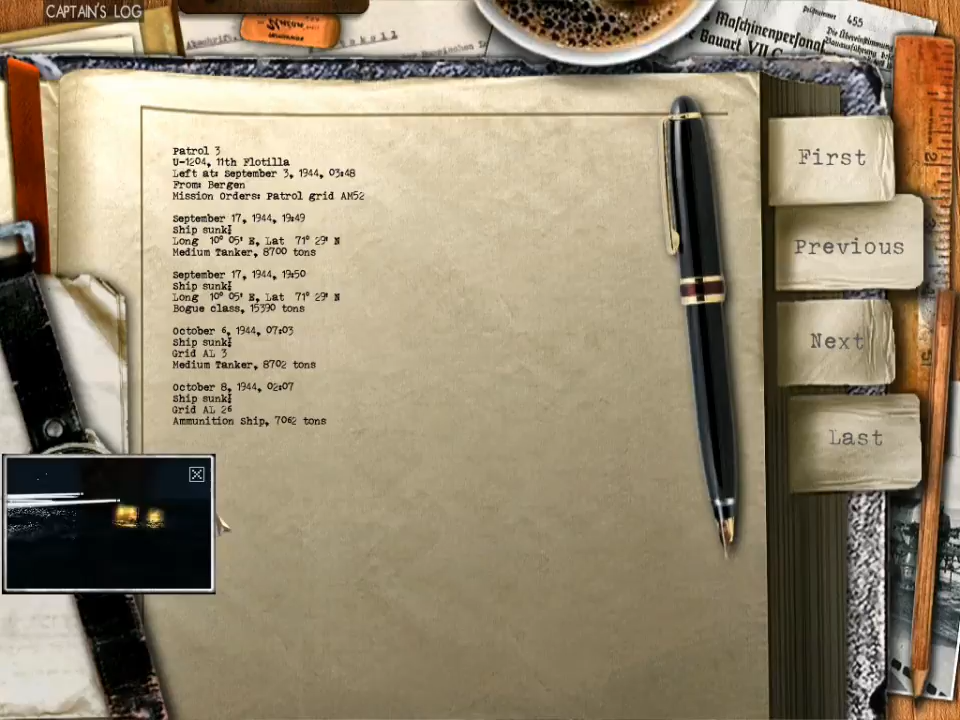 CAPTAIN'S LOG
455
Maschinenpersonal
Bauart VII C
Patrol 3
U-1204, 11th Flotilla
Left at: September 3, 1944, 03:48
From: Bergen
Mission Orders: Patrol grid AM52
September 17, 1944, 19:49
Ship sunk!
Long 10° 05' E, Lat 71° 29' N
Medium Tanker, 8700 tons
September 17, 1944, 19:50
Ship sunk!
Long 10° 05' E, Lat 71° 29' N
Bogue class, 15390 tons
October 6, 1944, 07:03
Ship sunk!
Grid AL 3
Medium Tanker, 8702 tons
October 8, 1944, 02:07
Ship sunk!
Grid AL 26
Ammunition Ship, 7062 tons
First
Previous
Next
Last